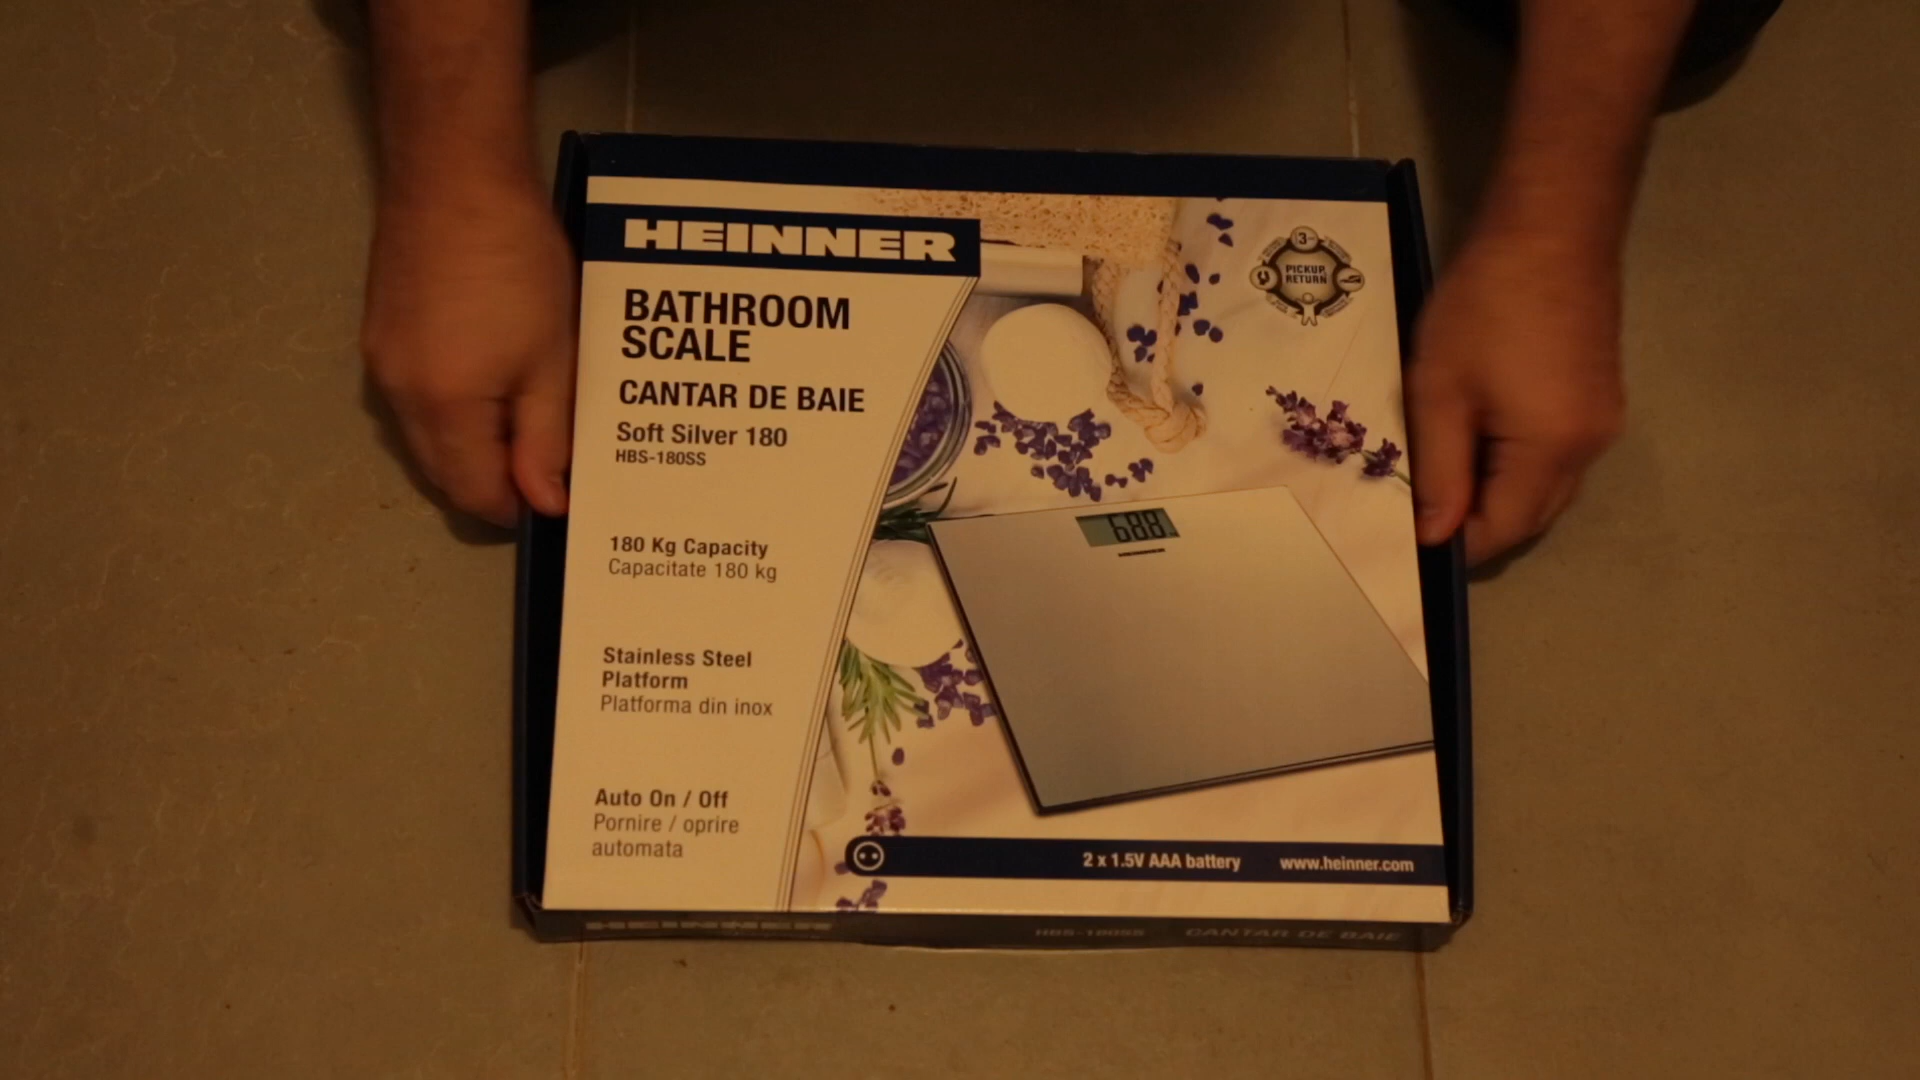 HEINNER
BATHROOM
SCALE
CANTAR DE BAIE
Soft Silver 180
HBS-180SS
180 Kg Capacity
Capacitate 180 kg
Stainless Steel
Platform
Platforma din inox
Auto On / Off
Pornire / oprire
automata
3
PICKUP
RETURN
688
2 x 1.5V AAA battery www.heinner.com
HEINNER HBS-180SS CANTAR DE BAIE